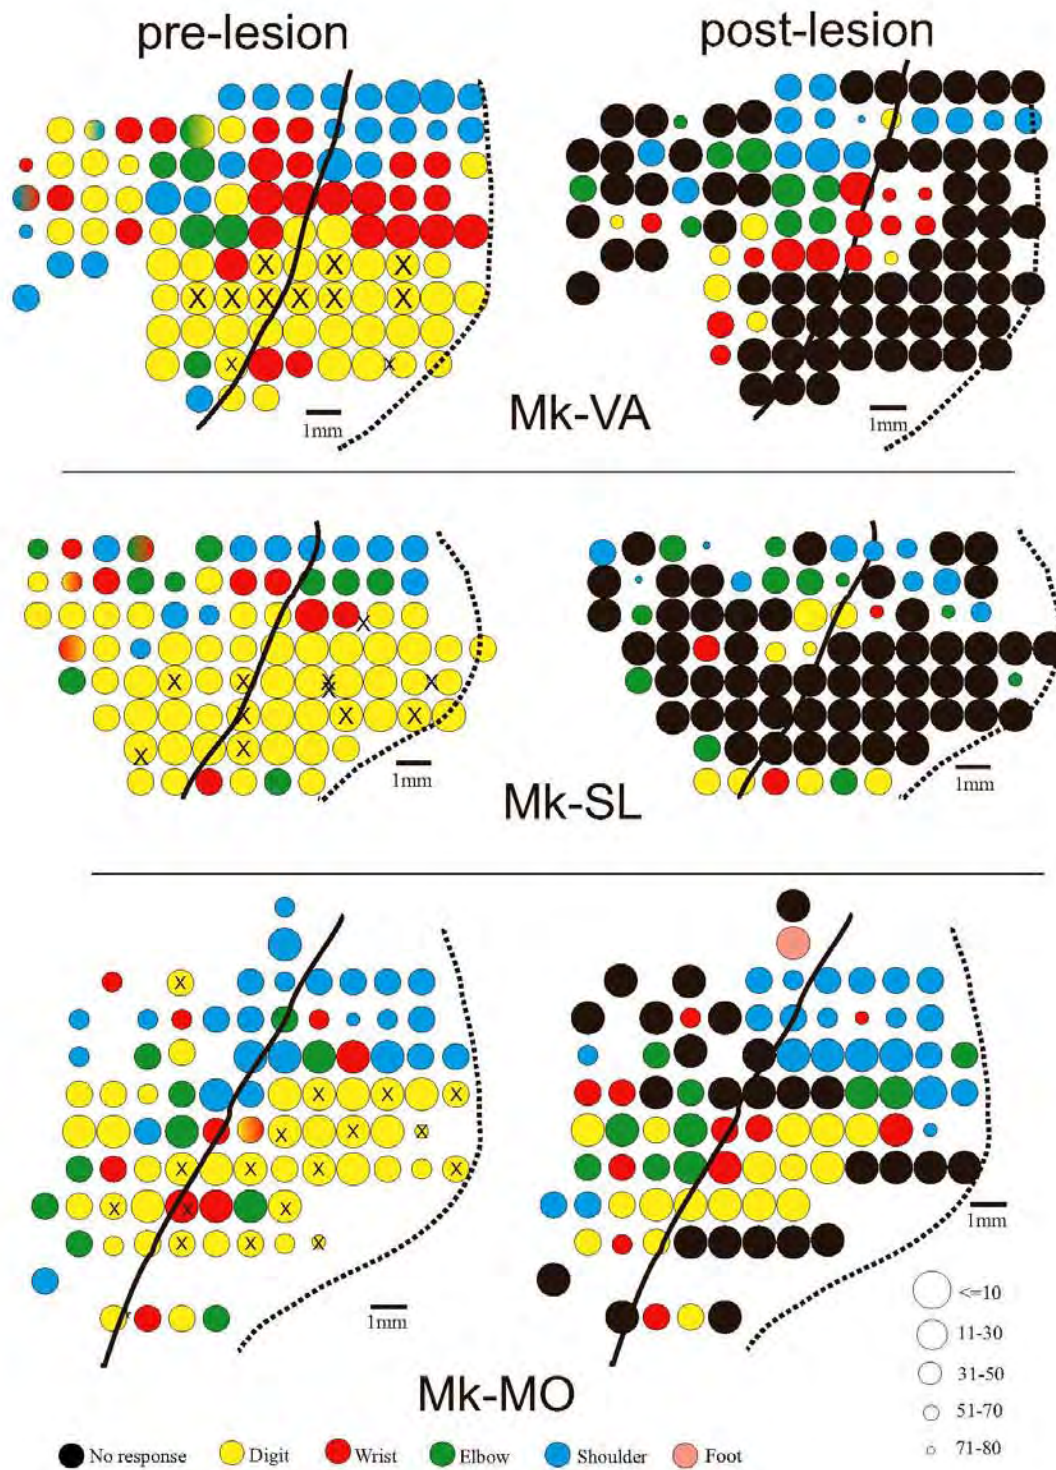 pre-lesion
post-lesion
X X X
X X X X X X
X X
1mm
1mm
Mk-VA
X
X X X X X
X X X
X X
1mm
1mm
Mk-SL
X
X X X
X X X
X X X X
X X X
X X X
1mm
1mm
<=10
11-30
31-50
51-70
71-80
Mk-MO
No response Digit Wrist Elbow Shoulder Foot